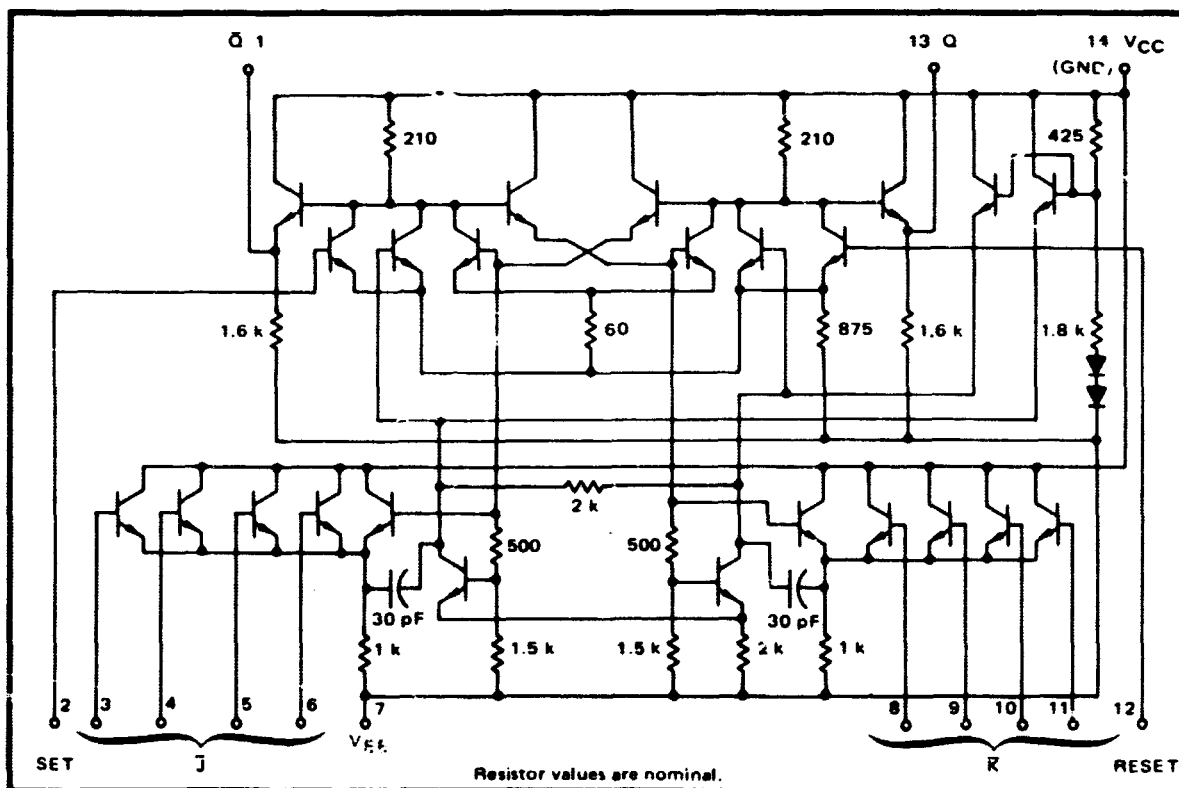 Q̄ 1
13 Q
14 VCC
(GND)
210
210
425
1.6 k
60
875
1.6 k
1.8 k
2 k
500
500
30 pF
30 pF
1 k
1.5 k
1.5 k
2 k
1 k
2
3
4
5
6
7
8
9
10
11
12
SET
J̄
VEE
K̄
RESET
Resistor values are nominal.